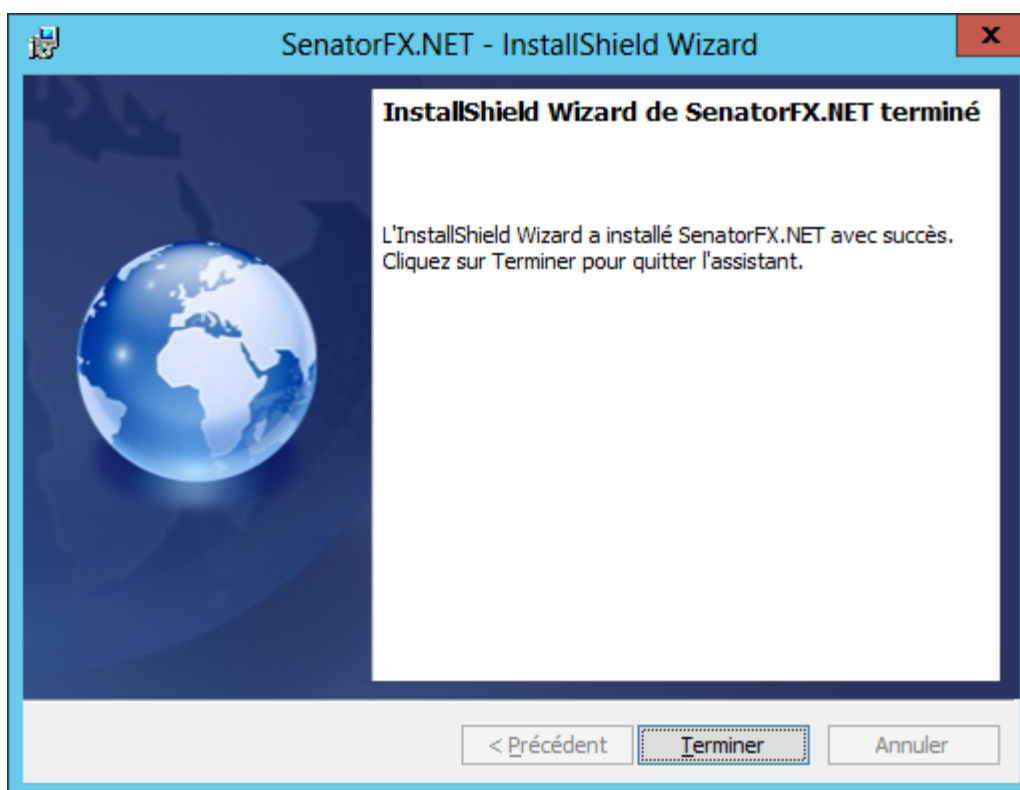 SenatorFX.NET - InstallShield Wizard
x
InstallShield Wizard de SenatorFX.NET terminé
L'InstallShield Wizard a installé SenatorFX.NET avec succès.
Cliquez sur Terminer pour quitter l'assistant.
< Précédent
Terminer
Annuler